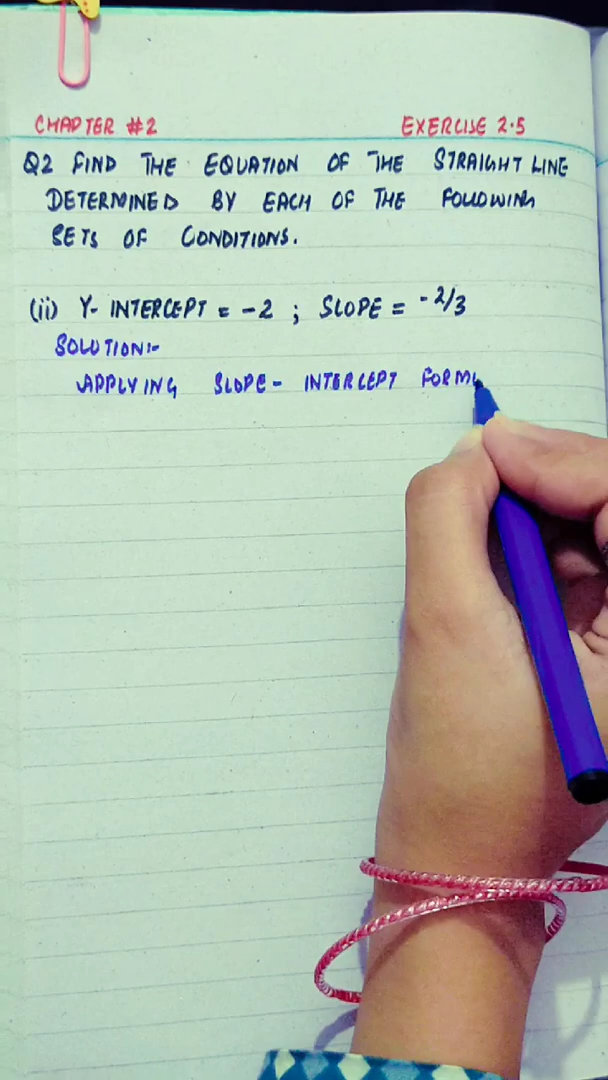 CHAPTER #2 EXERCISE 2.5
Q2 FIND THE EQUATION OF THE STRAIGHT LINE
DETERMINED BY EACH OF THE FOLLOWING
SETS OF CONDITIONS.
(ii) Y-INTERCEPT = -2 ; SLOPE = -2/3
SOLUTION:-
APPLYING SLOPE-INTERCEPT FORMU